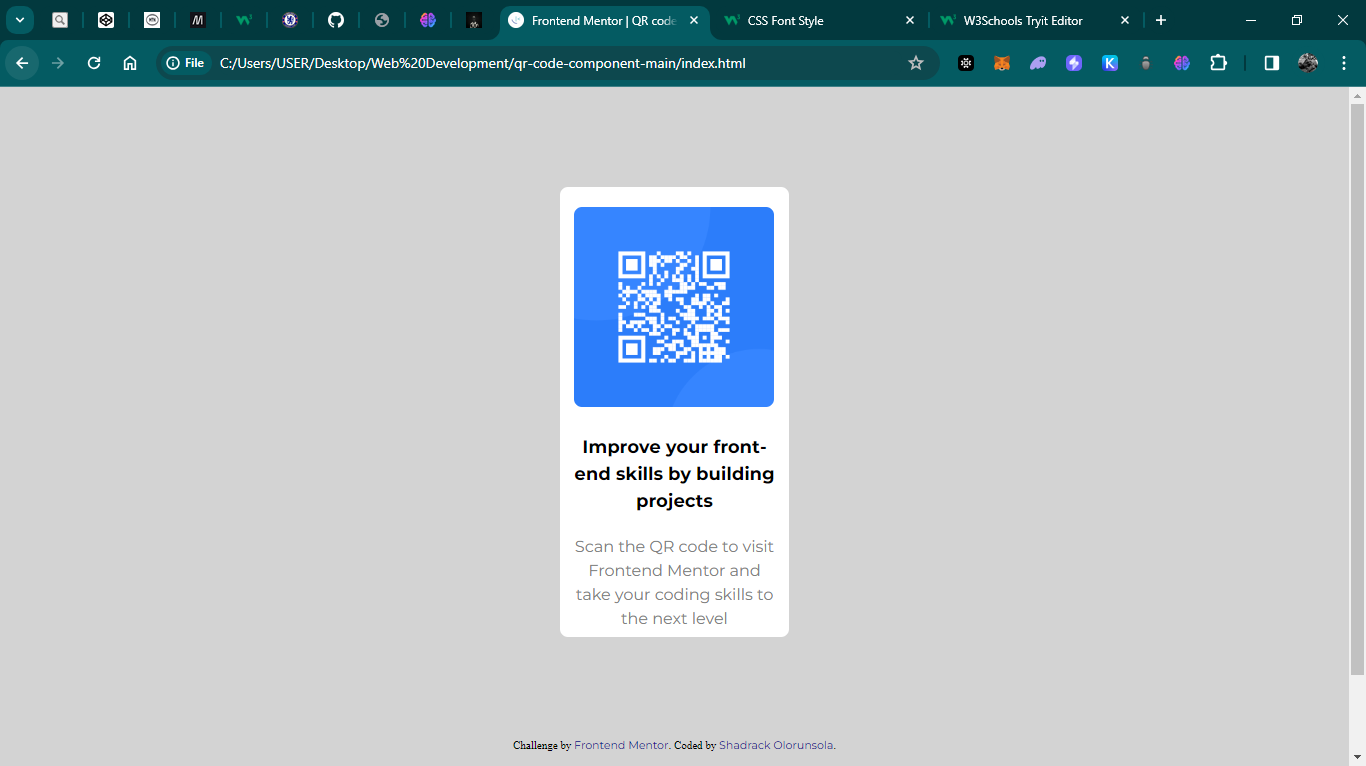 Frontend Mentor | QR code
CSS Font Style
W3Schools Tryit Editor
File
C:/Users/USER/Desktop/Web%20Development/qr-code-component-main/index.html
Improve your front-
end skills by building
projects
Scan the QR code to visit
Frontend Mentor and
take your coding skills to
the next level
Challenge by Frontend Mentor. Coded by Shadrack Olorunsola.